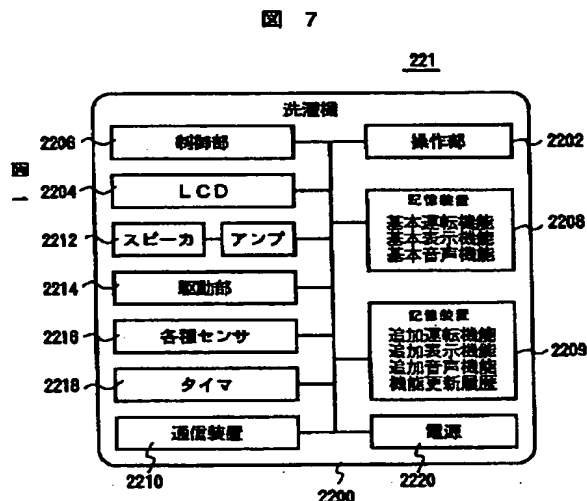 図 7
221
洗濯機
2206
制御部
操作部
2202
図一
2204
LCD
記憶装置
基本運転機能
基本表示機能
基本音声機能
2208
2212
スピーカ
アンプ
2214
駆動部
2216
各種センサ
記憶装置
追加運転機能
追加表示機能
追加音声機能
機能更新履歴
2209
2218
タイマ
通信装置
電源
2210
2200
2220